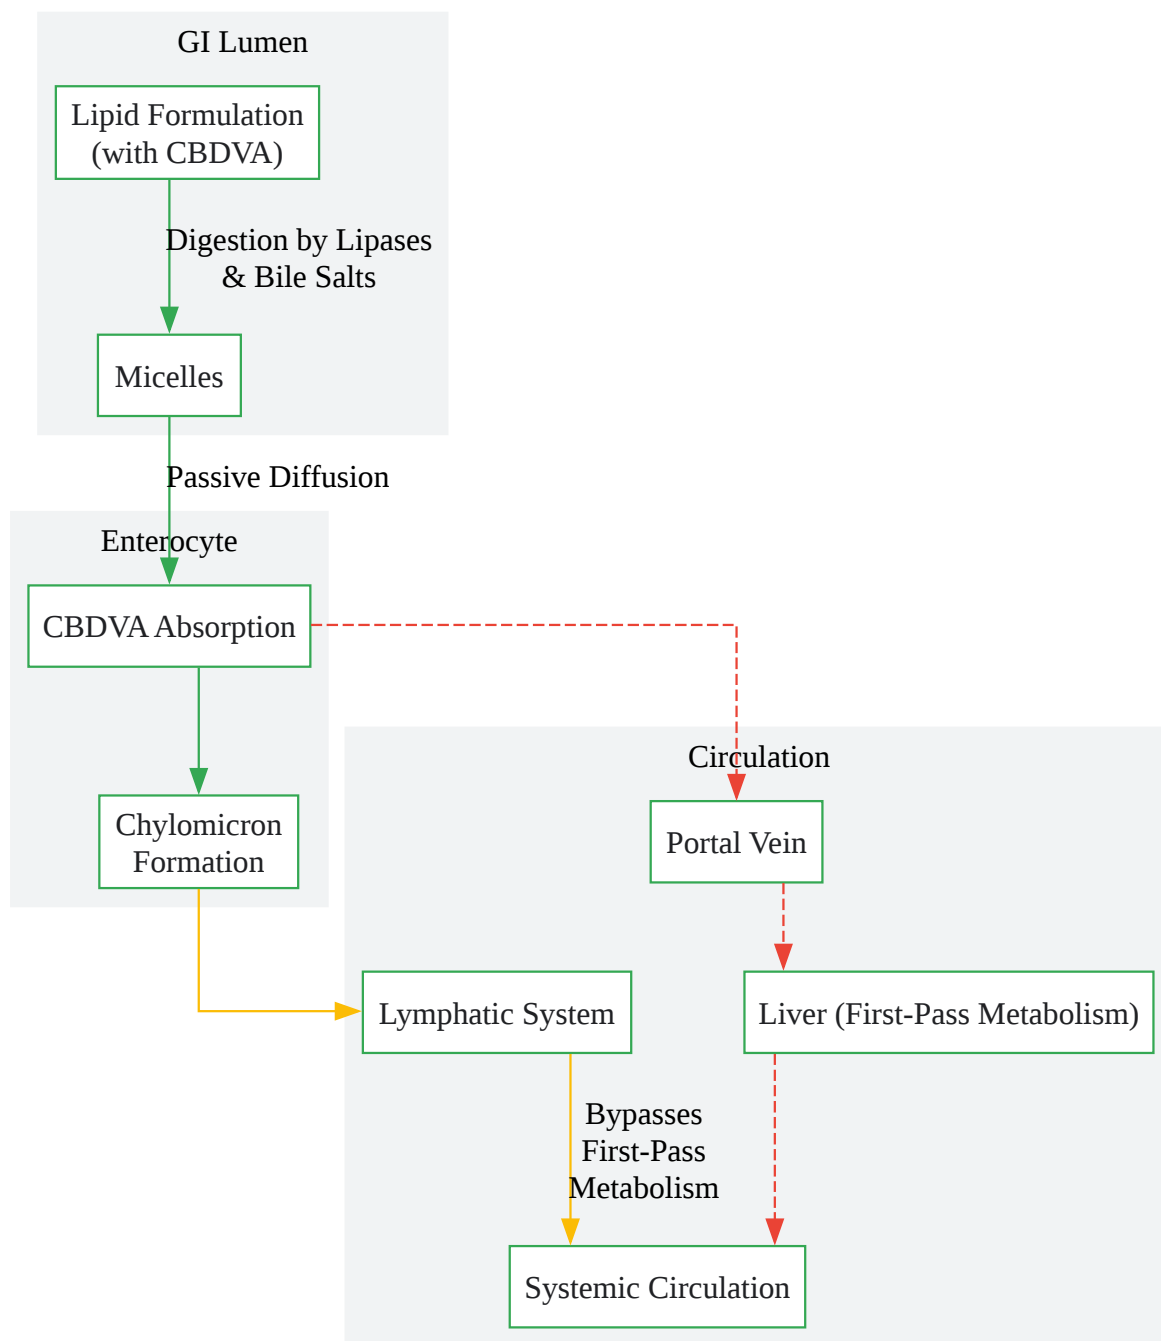 GI Lumen
Lipid Formulation
(with CBDVA)
Digestion by Lipases
& Bile Salts
Micelles
Passive Diffusion
Enterocyte
CBDVA Absorption
Chylomicron
Formation
Circulation
Portal Vein
Lymphatic System
Liver (First-Pass Metabolism)
Bypasses
First-Pass
Metabolism
Systemic Circulation